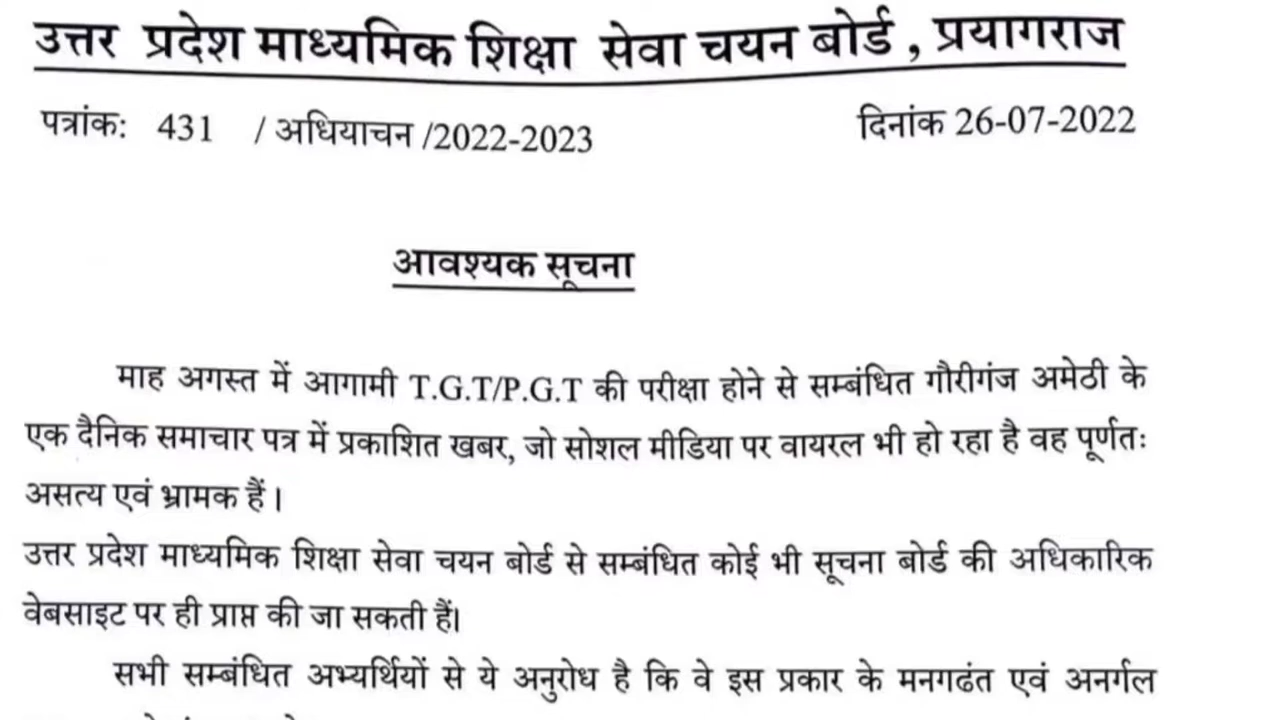 उत्तर प्रदेश माध्यमिक शिक्षा सेवा चयन बोर्ड , प्रयागराज
पत्रांकः 431 / अधियाचन /2022-2023 दिनांक 26-07-2022
आवश्यक सूचना
माह अगस्त में आगामी T.G.T/P.G.T की परीक्षा होने से सम्बंधित गौरीगंज अमेठी के
एक दैनिक समाचार पत्र में प्रकाशित खबर, जो सोशल मीडिया पर वायरल भी हो रहा है वह पूर्णतः
असत्य एवं भ्रामक हैं।
उत्तर प्रदेश माध्यमिक शिक्षा सेवा चयन बोर्ड से सम्बंधित कोई भी सूचना बोर्ड की अधिकारिक
वेबसाइट पर ही प्राप्त की जा सकती हैं।
सभी सम्बंधित अभ्यर्थियों से ये अनुरोध है कि वे इस प्रकार के मनगढंत एवं अनर्गल